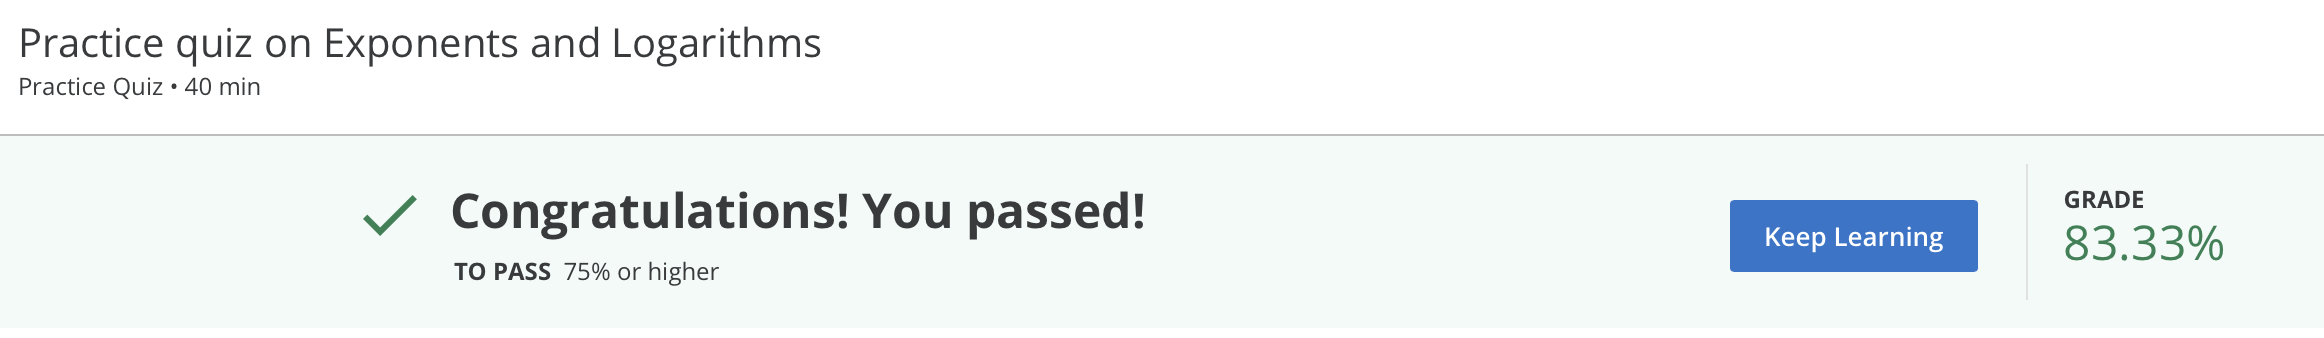 Practice quiz on Exponents and Logarithms
Practice Quiz • 40 min
Congratulations! You passed!
TO PASS 75% or higher
Keep Learning
GRADE
83.33%